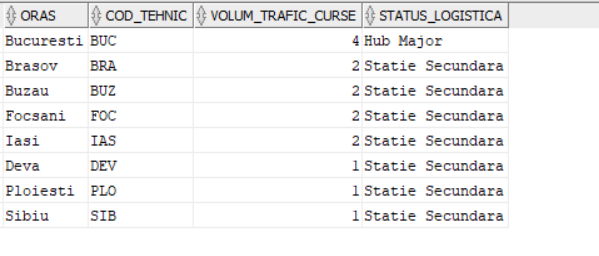 ORAS COD_TEHNIC VOLUM_TRAFIC_CURSE STATUS_LOGISTICA
Bucuresti BUC 4 Hub Major
Brasov BRA 2 Statie Secundara
Buzau BUZ 2 Statie Secundara
Focsani FOC 2 Statie Secundara
Iasi IAS 2 Statie Secundara
Deva DEV 1 Statie Secundara
Ploiesti PLO 1 Statie Secundara
Sibiu SIB 1 Statie Secundara